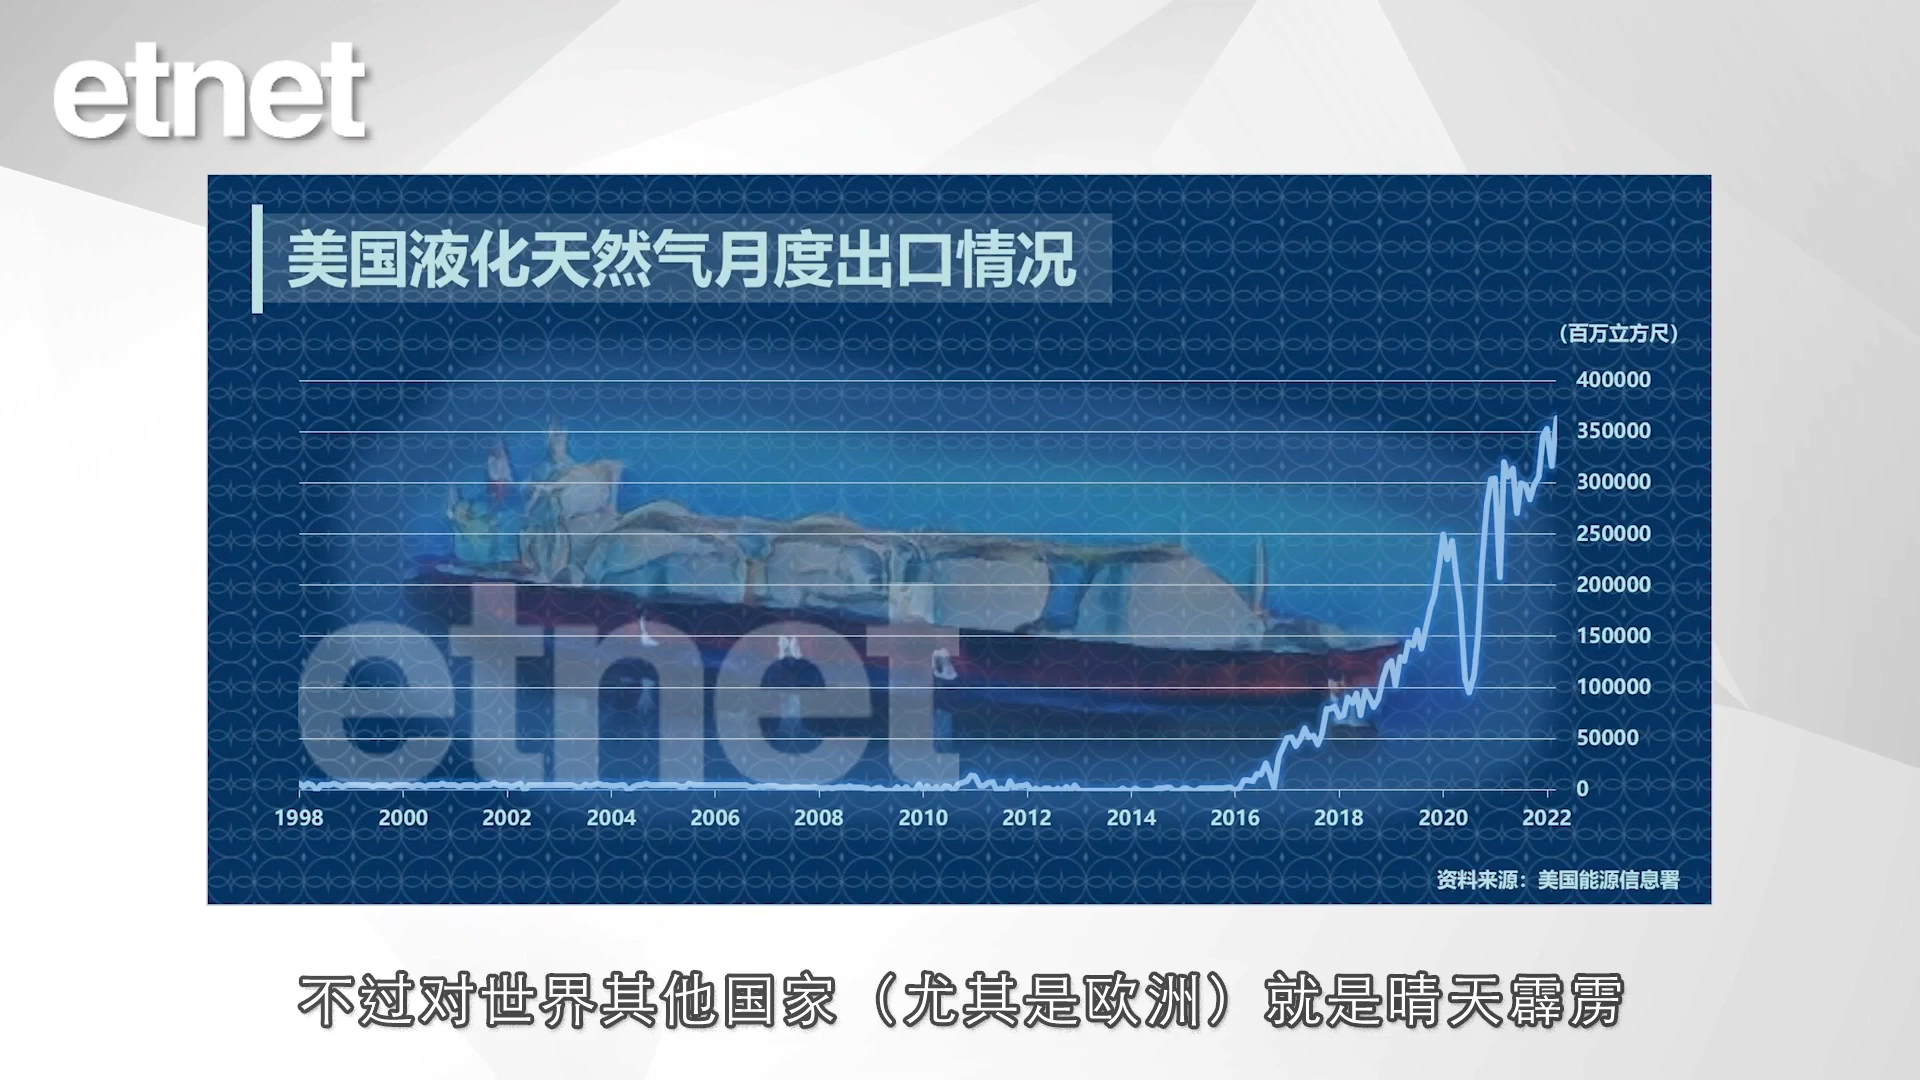 etnet
美国液化天然气月度出口情况
（百万立方尺）
400000
350000
300000
250000
200000
150000
100000
50000
0
etnet
1998 2000 2002 2004 2006 2008 2010 2012 2014 2016 2018 2020 2022
资料来源：美国能源信息署
不过对世界其他国家（尤其是欧洲）就是晴天霹雳